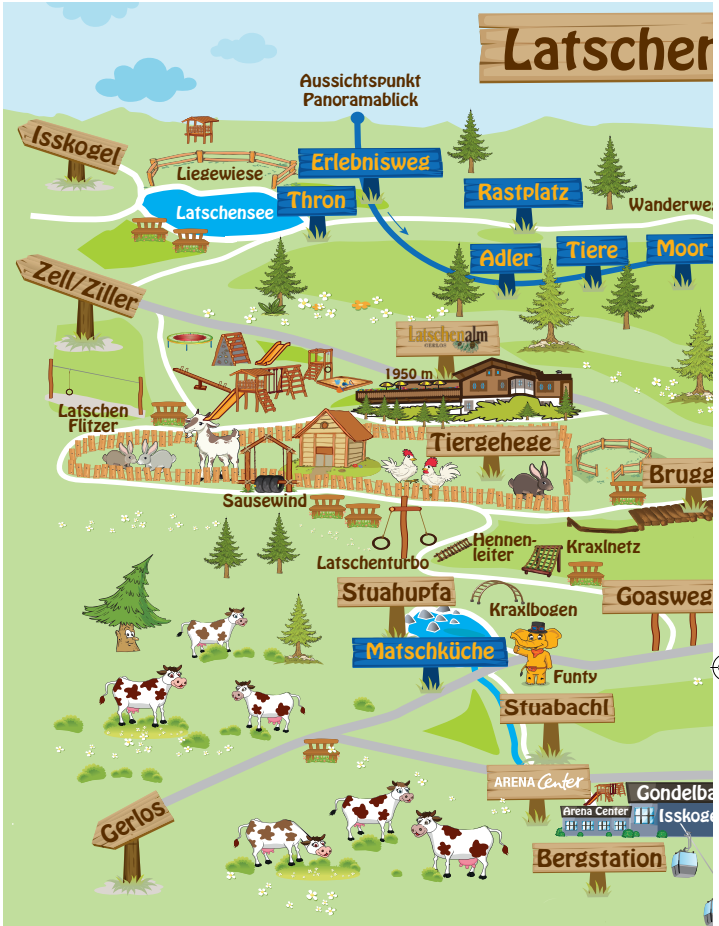 Latscher
Aussichtspunkt
Panoramablick
Isskogel
Liegewiese
Erlebnisweg
Latschensee
Thron
Rastplatz
Wanderwe
Adler
Tiere
Moor
Zell/Ziller
Latschenalm
1950 m
Latschen
Flitzer
Tiergehege
Brugg
Sausewind
Latschenturbo
Hennen-
leiter
Kraxlnetz
Stuahupfa
Kraxlbogen
Goasweg
Matschküche
Funty
Stuabachl
ARENA Center
Gondelba
Arena Center
Isskoge
Gerlos
Bergstation